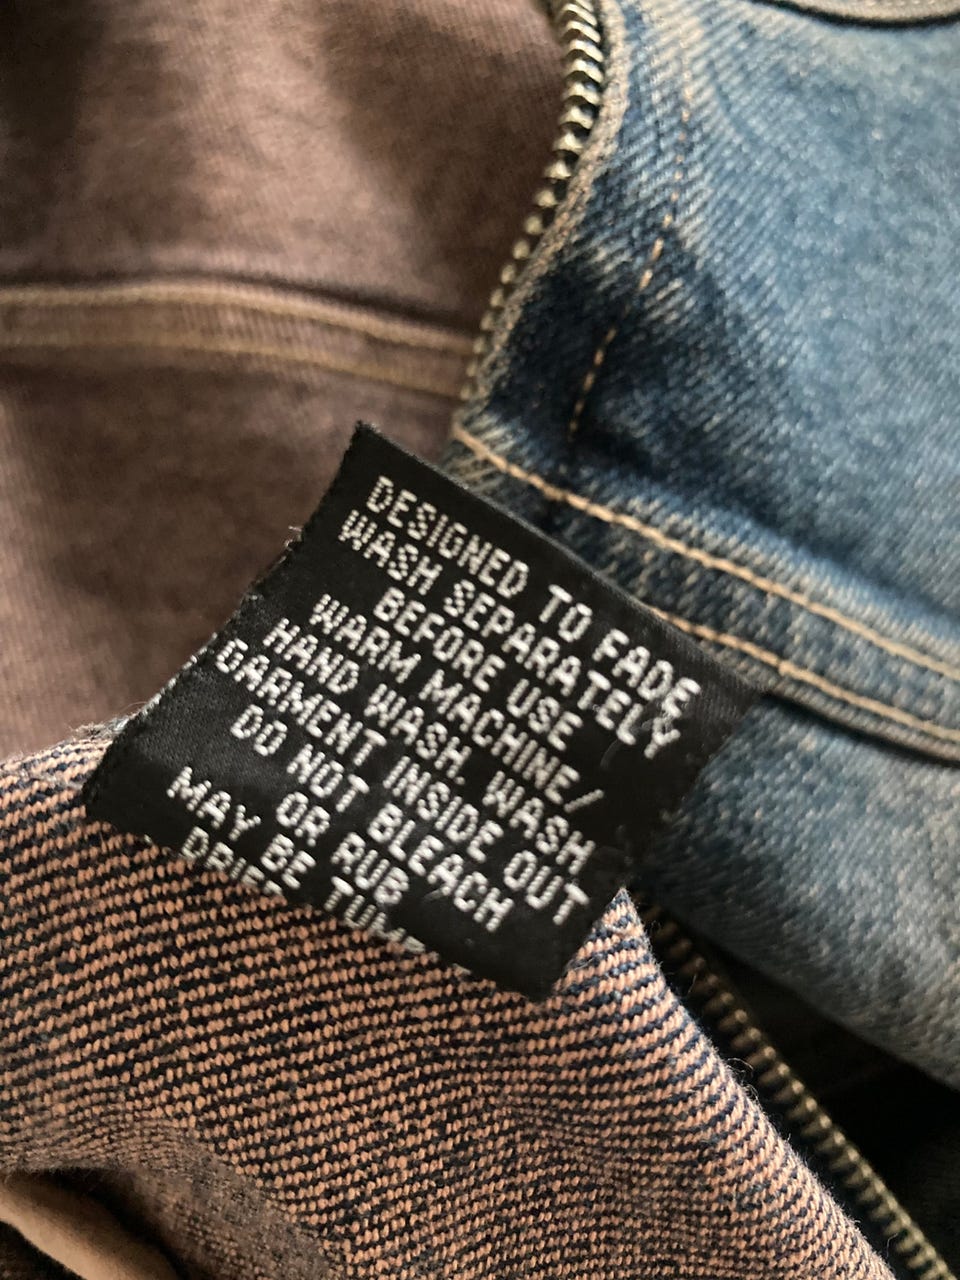 DESIGNED TO FADE
WASH SEPARATELY
BEFORE USE
WARM MACHINE/
HAND WASH. WASH
GARMENT INSIDE OUT
DO NOT BLEACH
OR RUB
MAY BE